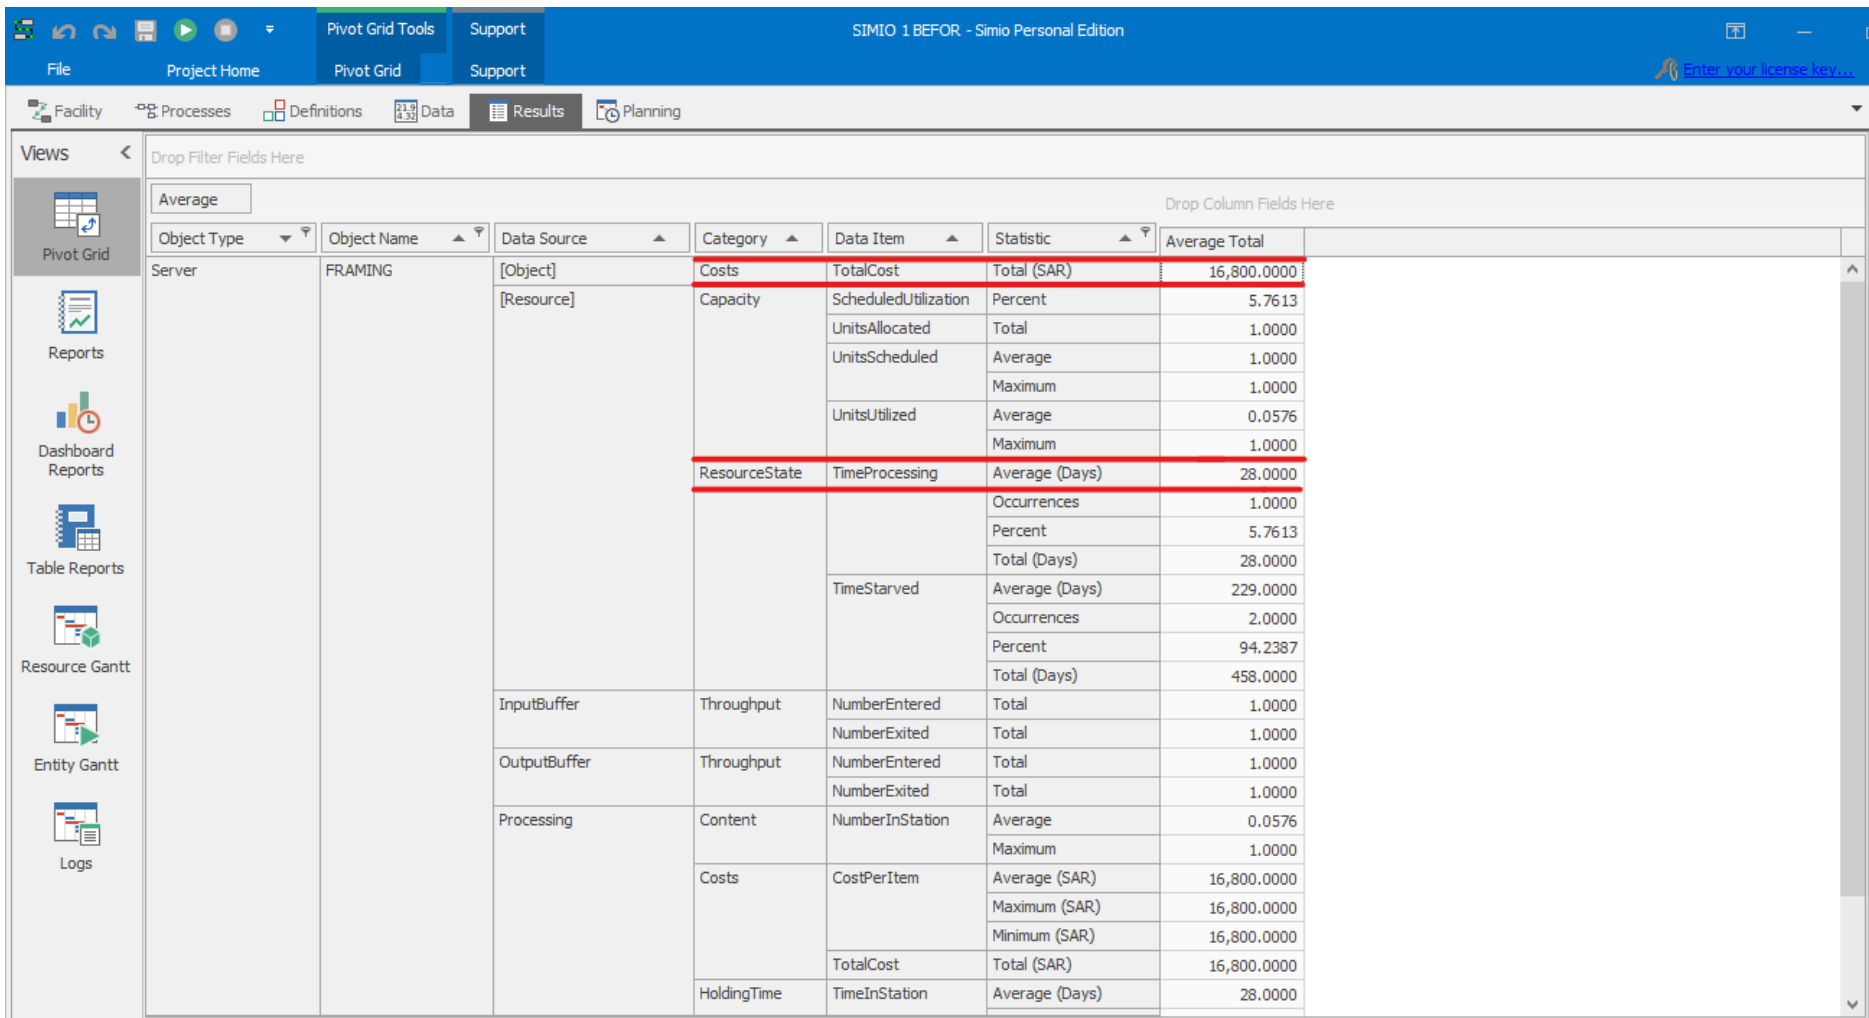 Pivot Grid Tools Support SIMIO 1 BEFOR - Simio Personal Edition
File Project Home Pivot Grid Support Enter your license key...
Facility Processes Definitions Data Results Planning
Views
Drop Filter Fields Here
Average
Drop Column Fields Here
Object Type Object Name Data Source Category Data Item Statistic Average Total
Pivot Grid
Reports
Dashboard
Reports
Table Reports
Resource Gantt
Entity Gantt
Logs
Server FRAMING [Object] Costs TotalCost Total (SAR) 16,800.0000
[Resource] Capacity ScheduledUtilization Percent 5.7613
UnitsAllocated Total 1.0000
UnitsScheduled Average 1.0000
Maximum 1.0000
UnitsUtilized Average 0.0576
Maximum 1.0000
ResourceState TimeProcessing Average (Days) 28.0000
Occurrences 1.0000
Percent 5.7613
Total (Days) 28.0000
TimeStarved Average (Days) 229.0000
Occurrences 2.0000
Percent 94.2387
Total (Days) 458.0000
InputBuffer Throughput NumberEntered Total 1.0000
NumberExited Total 1.0000
OutputBuffer Throughput NumberEntered Total 1.0000
NumberExited Total 1.0000
Processing Content NumberInStation Average 0.0576
Maximum 1.0000
Costs CostPerItem Average (SAR) 16,800.0000
Maximum (SAR) 16,800.0000
Minimum (SAR) 16,800.0000
TotalCost Total (SAR) 16,800.0000
HoldingTime TimeInStation Average (Days) 28.0000